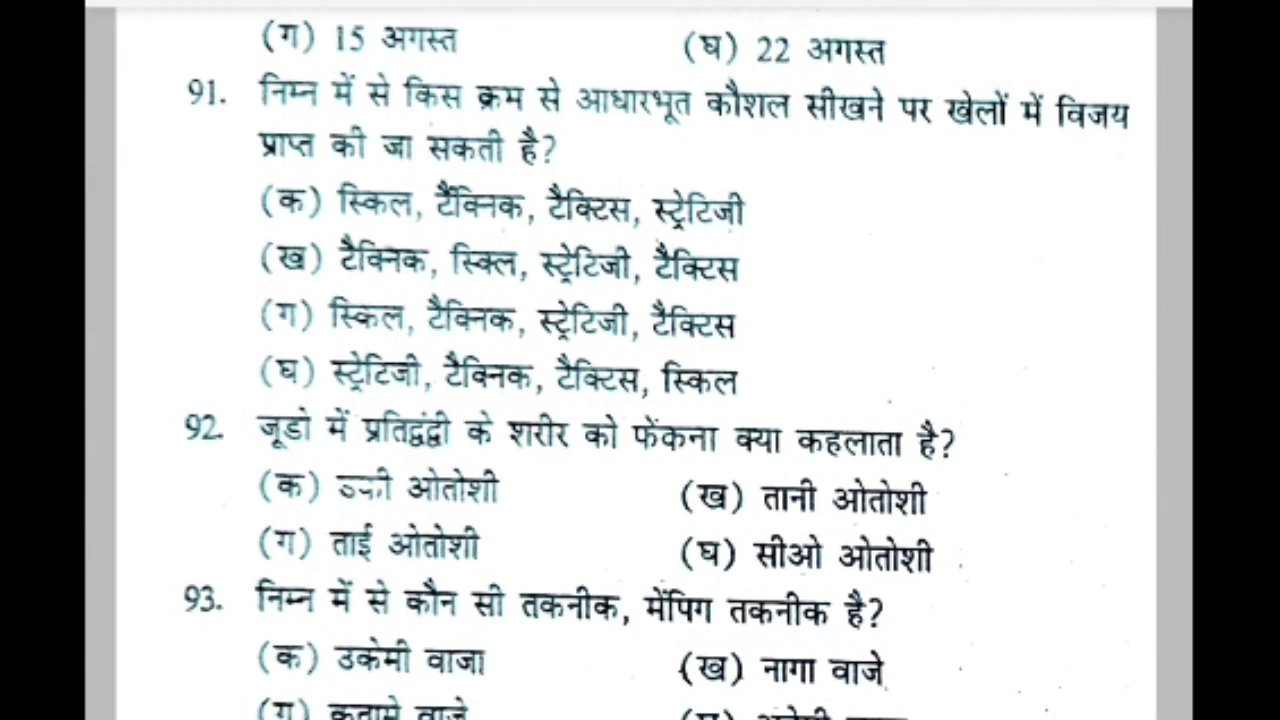 (ग) 15 अगस्त (घ) 22 अगस्त
91. निम्न में से किस क्रम से आधारभूत कौशल सीखने पर खेलों में विजय
प्राप्त की जा सकती है?
(क) स्किल, टैक्निक, टैक्टिस, स्ट्रेटिजी
(ख) टैक्निक, स्क्लि, स्ट्रेटिजी, टैक्टिस
(ग) स्किल, टैक्निक, स्ट्रेटिजी, टैक्टिस
(घ) स्ट्रेटिजी, टैक्निक, टैक्टिस, स्किल
92. जूडो में प्रतिद्वंद्वी के शरीर को फेंकना क्या कहलाता है?
(क) ओतोशी (ख) तानी ओतोशी
(ग) ताई ओतोशी (घ) सीओ ओतोशी
93. निम्न में से कौन सी तकनीक, मेंपिग तकनीक है?
(क) उकेमी वाजा (ख) नागा वाजे
(ग) कतामे वाजे